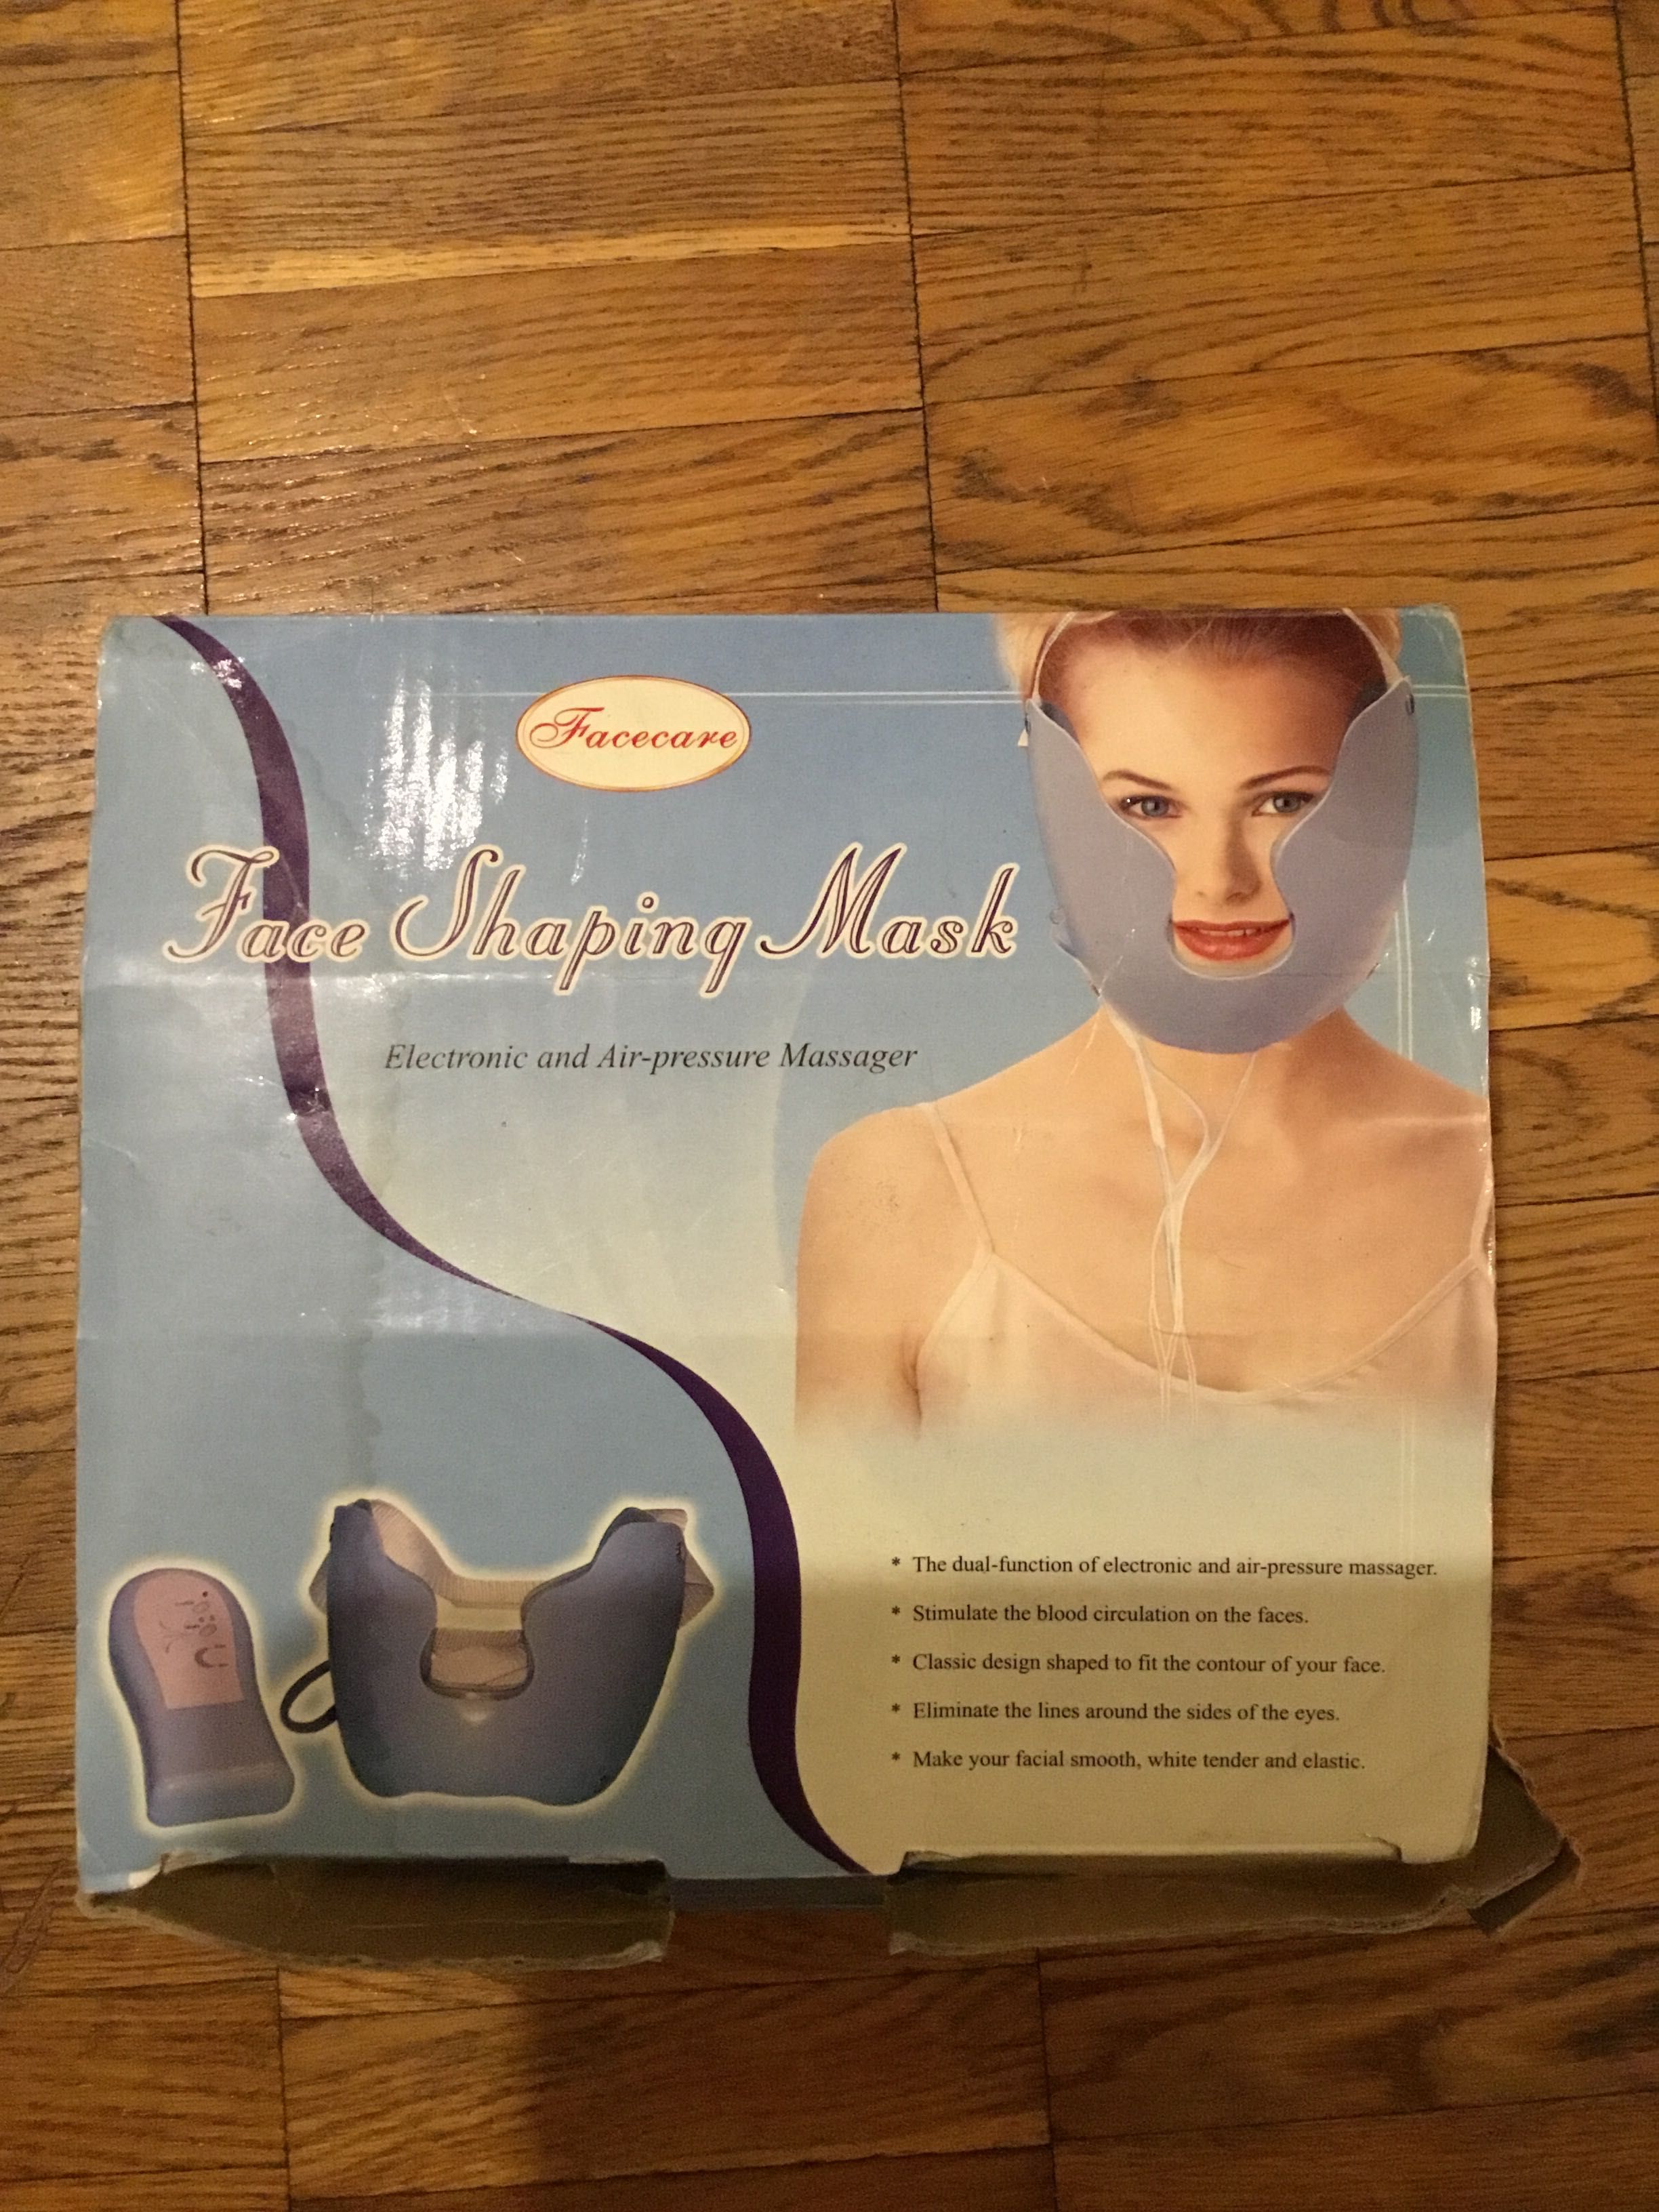 Facecare
Face Shaping Mask
Electronic and Air-pressure Massager
* The dual-function of electronic and air-pressure massager.
* Stimulate the blood circulation on the faces.
* Classic design shaped to fit the contour of your face.
* Eliminate the lines around the sides of the eyes.
* Make your facial smooth, white tender and elastic.